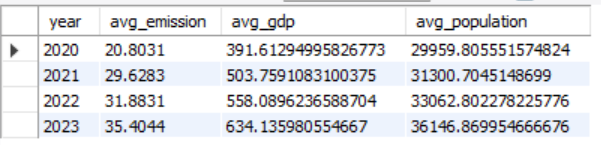 year avg_emission avg_gdp avg_population
2020 20.8031 391.61294995826773 29959.805551574824
2021 29.6283 503.7591083100375 31300.7045148699
2022 31.8831 558.0896236588704 33062.802278225776
2023 35.4044 634.135980554667 36146.869954666676